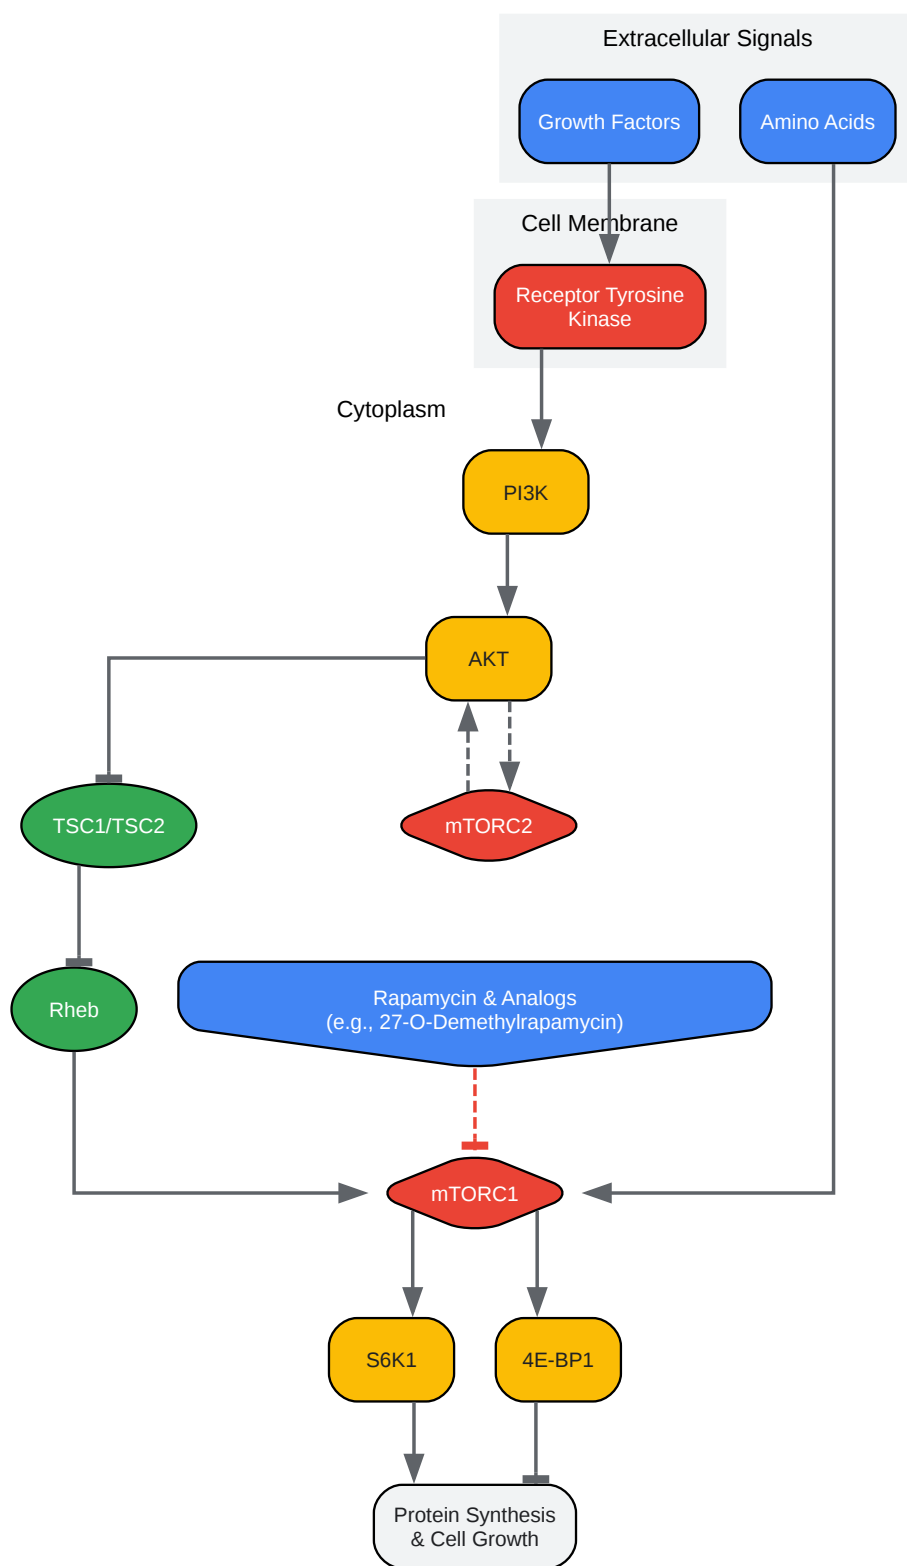 Extracellular Signals
Growth Factors
Amino Acids
Cell Membrane
Receptor Tyrosine
Kinase
Cytoplasm
PI3K
AKT
TSC1/TSC2
mTORC2
Rheb
Rapamycin & Analogs
(e.g., 27-O-Demethylrapamycin)
mTORC1
S6K1
4E-BP1
Protein Synthesis
& Cell Growth